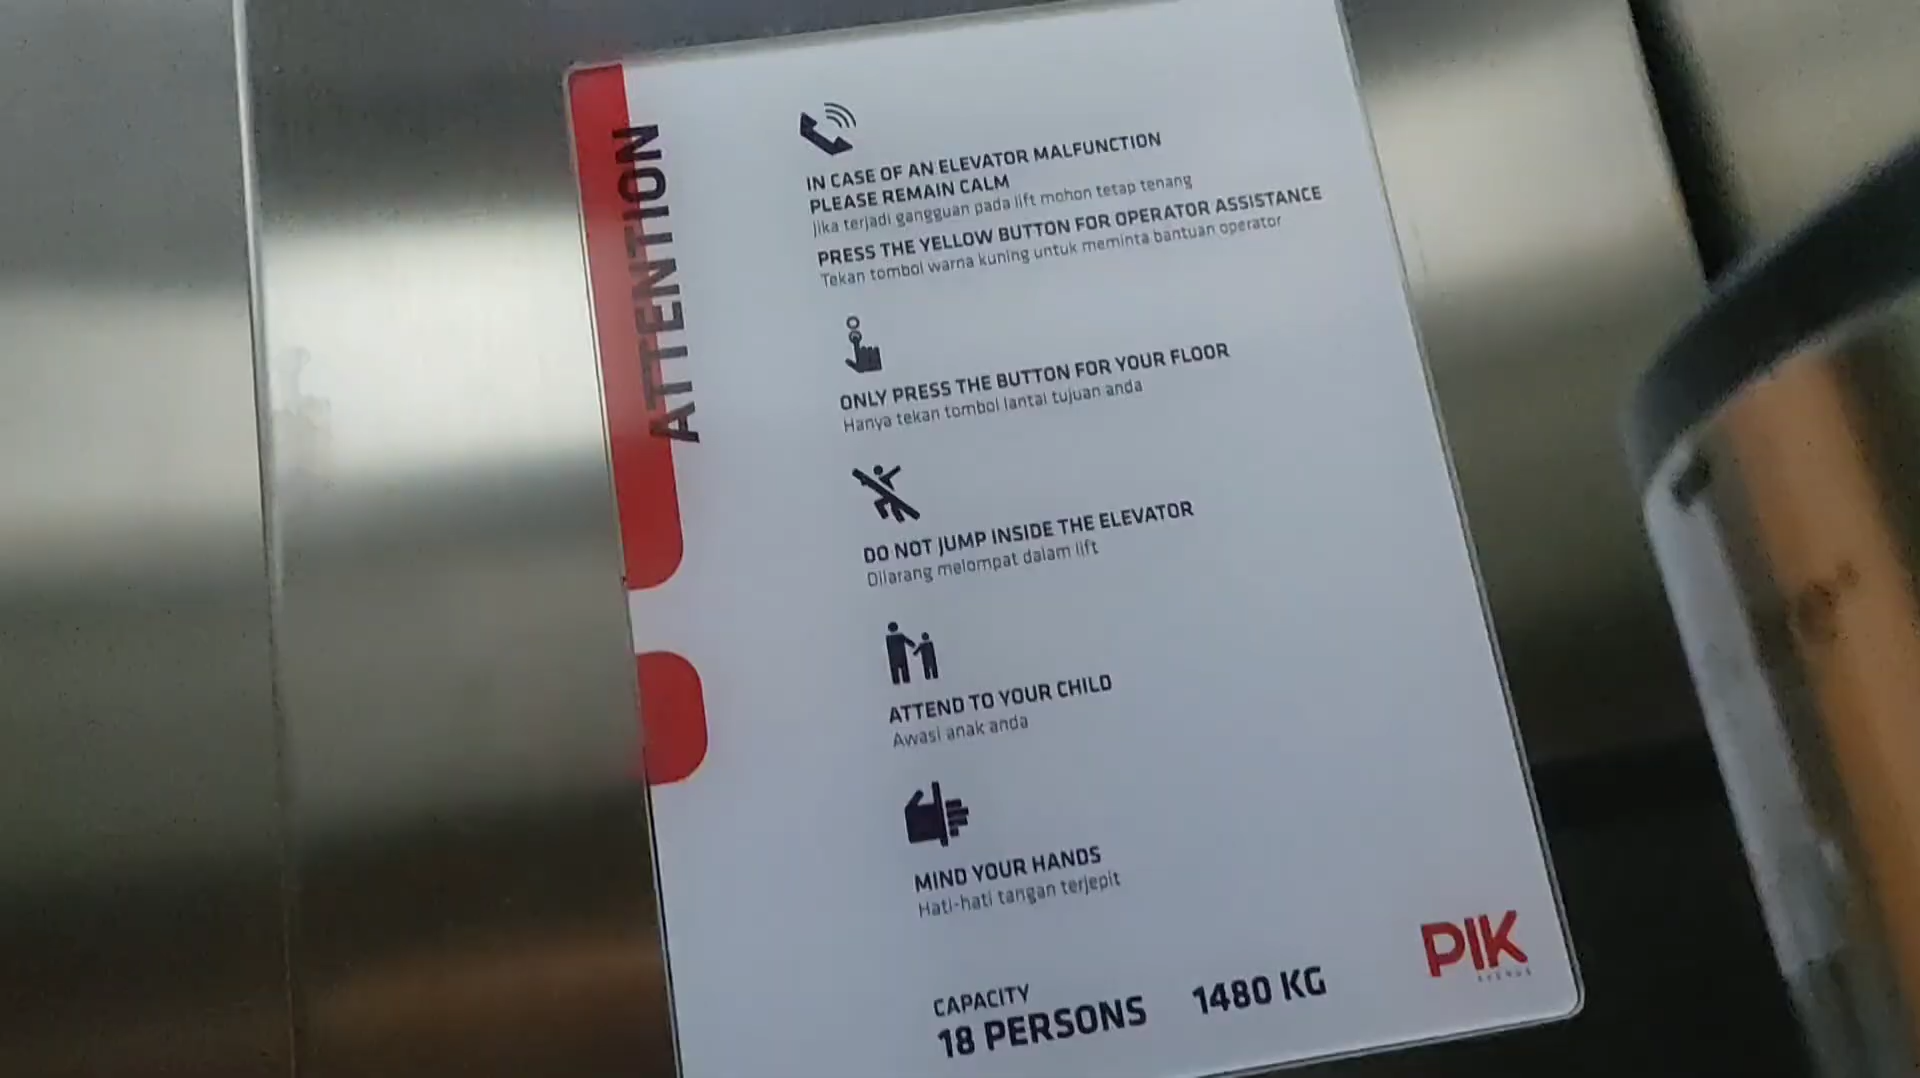 ATTENTION
IN CASE OF AN ELEVATOR MALFUNCTION
PLEASE REMAIN CALM
Jika terjadi gangguan pada lift mohon tetap tenang
PRESS THE YELLOW BUTTON FOR OPERATOR ASSISTANCE
Tekan tombol warna kuning untuk meminta bantuan operator
ONLY PRESS THE BUTTON FOR YOUR FLOOR
Hanya tekan tombol lantai tujuan anda
DO NOT JUMP INSIDE THE ELEVATOR
Dilarang melompat dalam lift
ATTEND TO YOUR CHILD
Awasi anak anda
MIND YOUR HANDS
Hati-hati tangan terjepit
CAPACITY
18 PERSONS 1480 KG
PIK
AVENUE